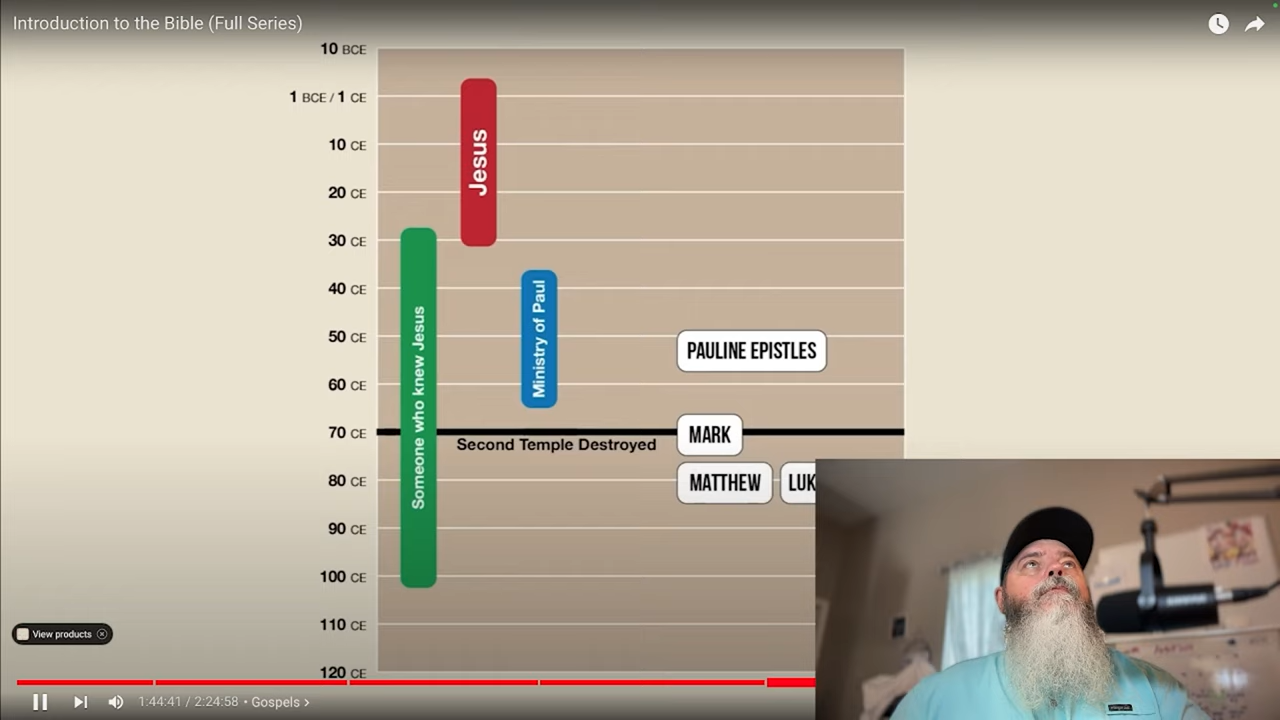 Introduction to the Bible (Full Series)
10 BCE
1 BCE / 1 CE
10 CE
20 CE
30 CE
40 CE
50 CE
60 CE
70 CE
80 CE
90 CE
100 CE
110 CE
120 CE
Someone who knew Jesus
Jesus
Ministry of Paul
PAULINE EPISTLES
MARK
Second Temple Destroyed
MATTHEW
LUK
View products
1:44:41 / 2:24:58 • Gospels >